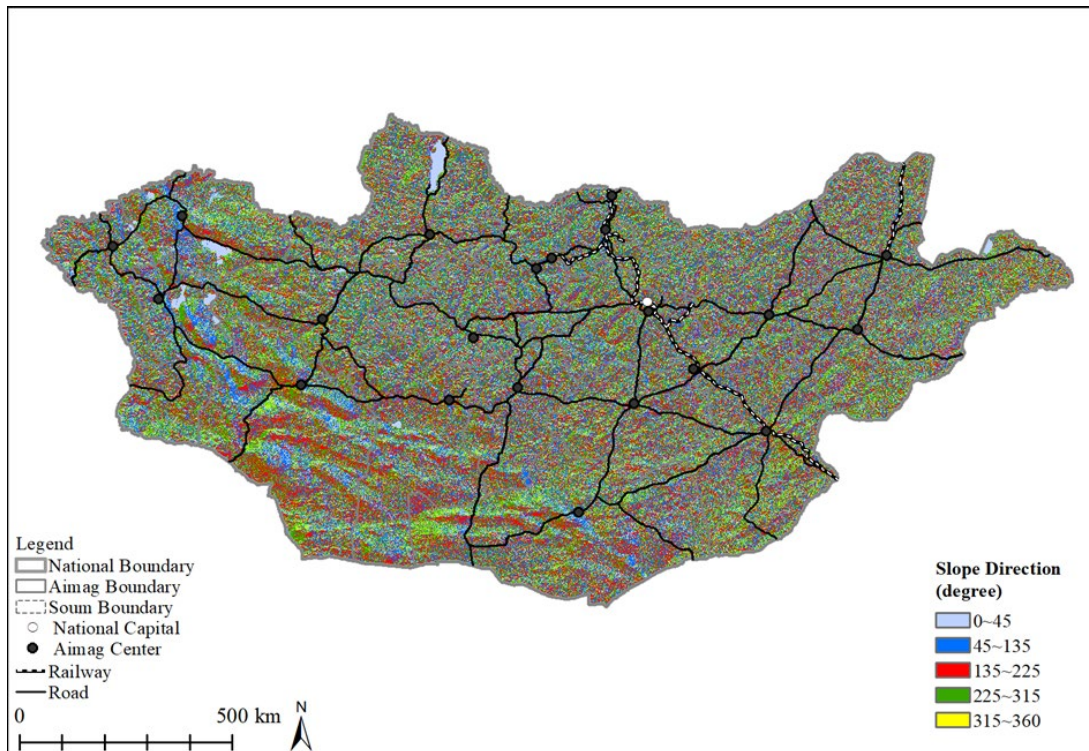 Legend
National Boundary
Aimag Boundary
Soum Boundary
National Capital
Aimag Center
Railway
Road
0 500 km
N
Slope Direction
(degree)
0~45
45~135
135~225
225~315
315~360